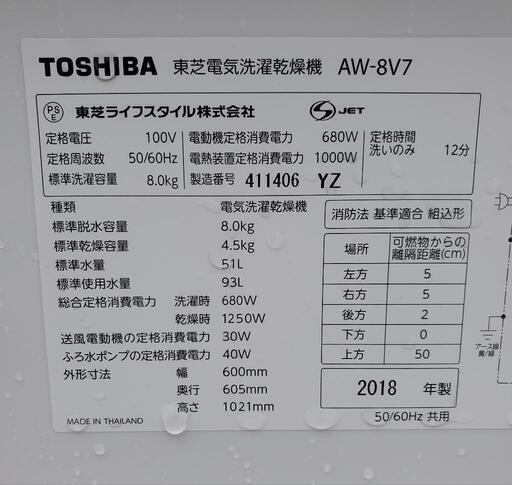 TOSHIBA 東芝電気洗濯乾燥機 AW-8V7
PSE 東芝ライフスタイル株式会社 S JET
定格電圧 100V 電動機定格消費電力 680W 定格時間
定格周波数 50/60Hz 電熱装置定格消費電力 1000W 洗いのみ 12分
標準洗濯容量 8.0kg 製造番号 411406 YZ
種類 電気洗濯乾燥機
標準脱水容量 8.0kg
標準乾燥容量 4.5kg
標準水量 51L
標準使用水量 93L
総合定格消費電力 洗濯時 680W
乾燥時 1250W
送風電動機の定格消費電力 30W
ふろ水ポンプの定格消費電力 40W
外形寸法 幅 600mm
奥行 605mm
高さ 1021mm
MADE IN THAILAND
消防法 基準適合 組込形
場所 可燃物からの離隔距離(cm)
左方 5
右方 5
後方 2
下方 0
上方 50
2018 年製
50/60Hz 共用
アース線
黄/緑